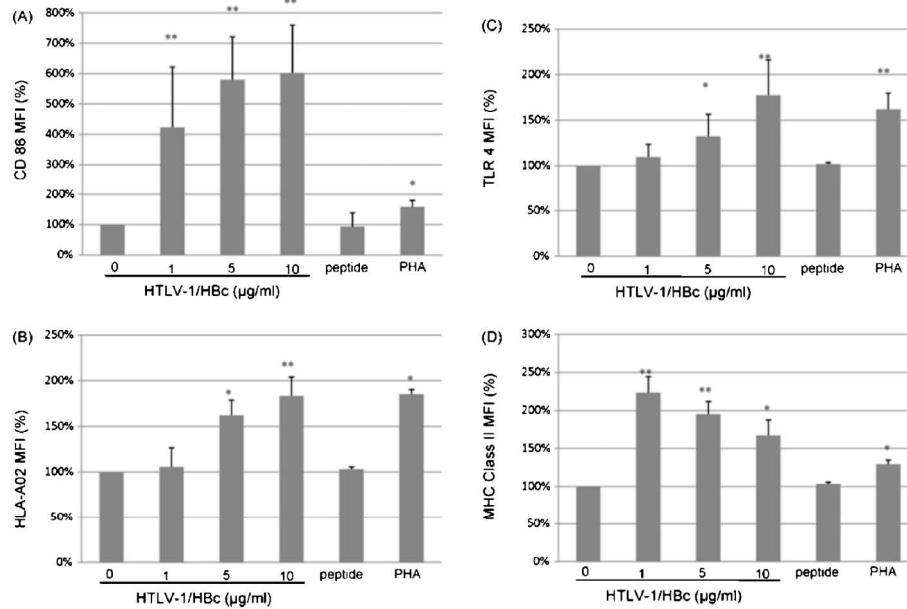 (A)
CD 86 MFI (%)
800%
700%
600%
500%
400%
300%
200%
100%
0%
** ** ** *
0 1 5 10 peptide PHA
HTLV-1/HBc (µg/ml)
(B)
HLA-A02 MFI (%)
200%
150%
100%
50%
0%
* ** *
0 1 5 10 peptide PHA
HTLV-1/HBc (µg/ml)
(C)
TLR 4 MFI (%)
250%
200%
150%
100%
50%
0%
* ** **
0 1 5 10 peptide PHA
HTLV-1/HBc (µg/ml)
(D)
MHC Class II MFI (%)
300%
250%
200%
150%
100%
50%
0%
** ** * *
0 1 5 10 peptide PHA
HTLV-1/HBc (µg/ml)